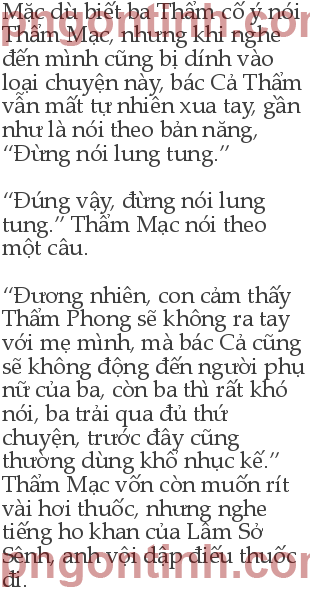 Mặc dù biết ba Thẩm cố ý nói
Thẩm Mạc, nhưng khi nghe
đến mình cũng bị dính vào
loại chuyện này, bác Cả Thẩm
vẫn mất tự nhiên xua tay, gần
như là nói theo bản năng,
“Đừng nói lung tung.”
“Đúng vậy, đừng nói lung
tung.” Thẩm Mạc nói theo
một câu.
“Đương nhiên, con cảm thấy
Thẩm Phong sẽ không ra tay
với mẹ mình, mà bác Cả cũng
sẽ không động đến người phụ
nữ của ba, còn ba thì rất khó
nói, ba trải qua đủ thứ
chuyện, trước đây cũng
thường dùng khổ nhục kế.”
Thẩm Mạc vốn còn muốn rít
vài hơi thuốc, nhưng nghe
tiếng ho khan của Lâm Sở
Sênh, anh vội dập điếu thuốc
đi.
pngontinh.com
pngontinh.com